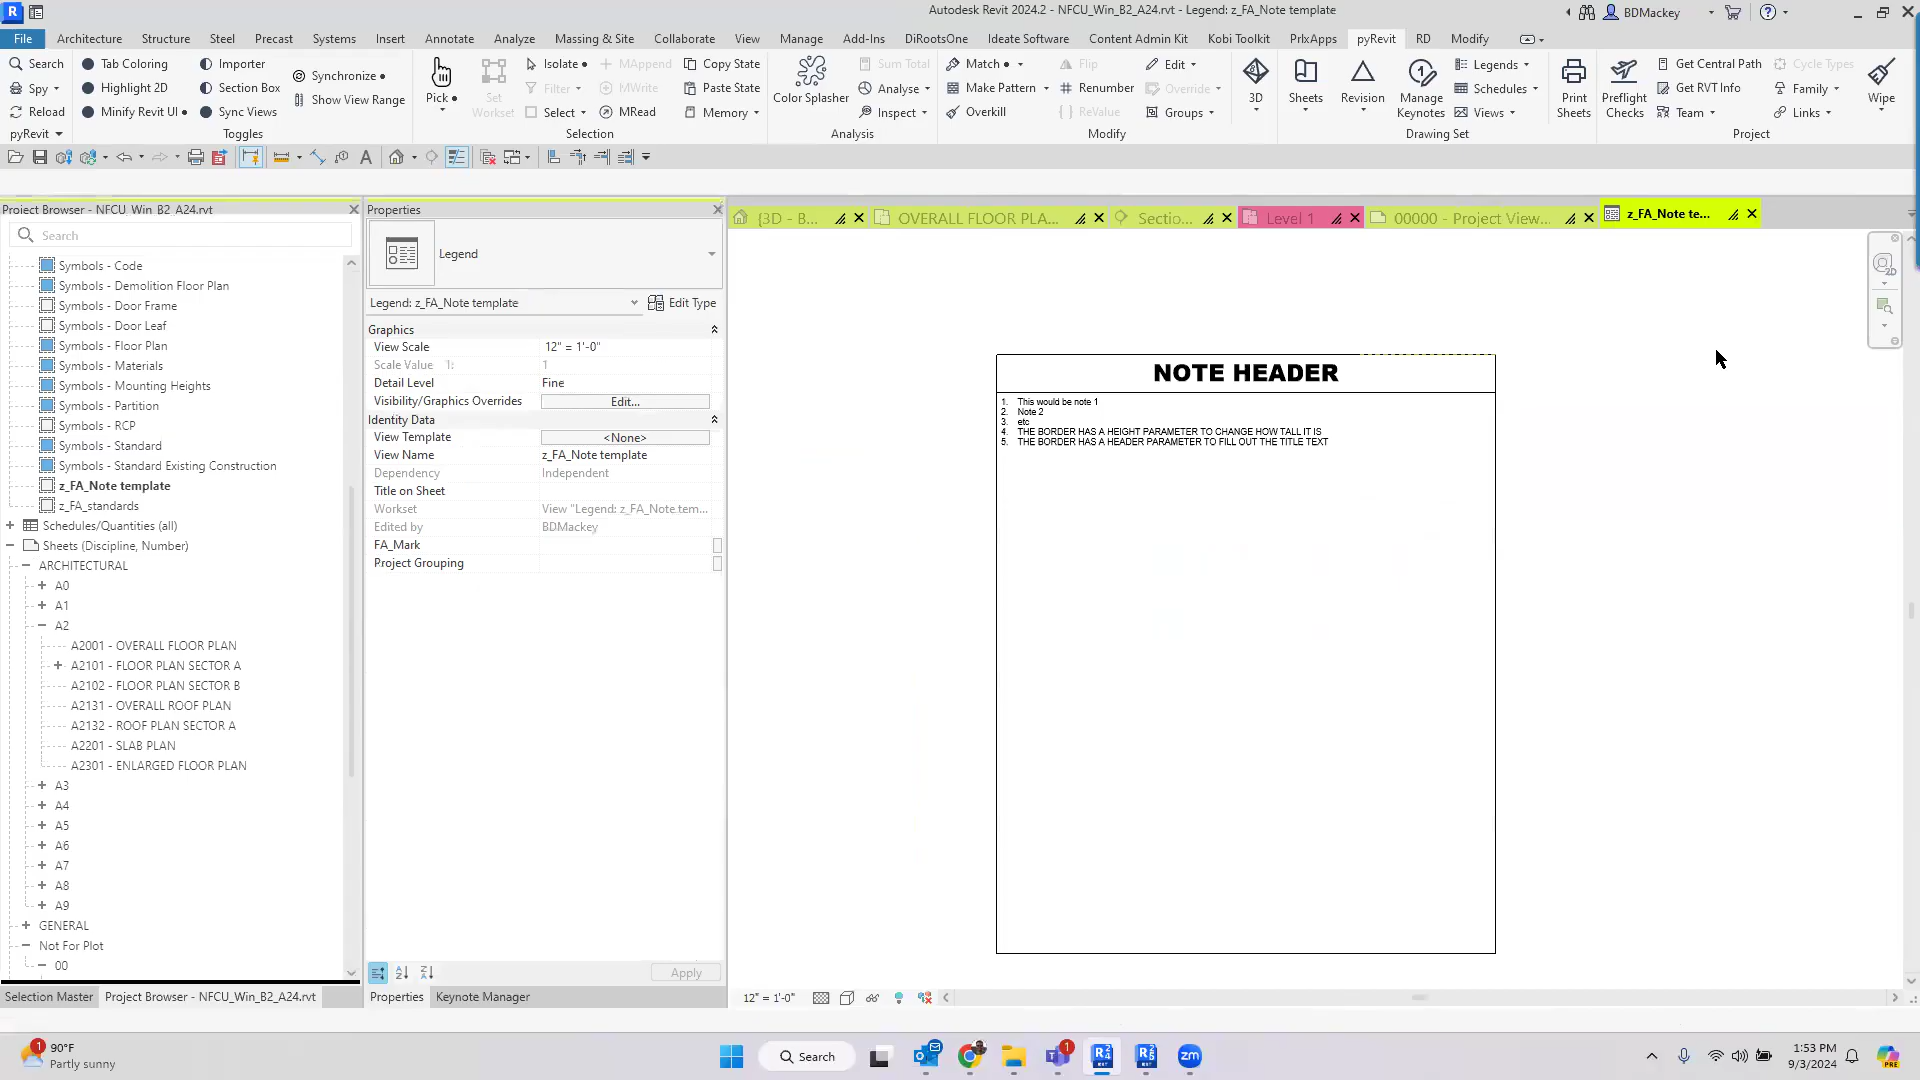 Autodesk Revit 2024.2 - NFCU_Win_B2_A24.rvt - Legend: z_FA_Note template
BDMackey
File Architecture Structure Steel Precast Systems Insert Annotate Analyze Massing & Site Collaborate View Manage Add-Ins DiRootsOne Ideate Software Content Admin Kit Kobi Toolkit PrlxApps pyRevit RD Modify
Search Tab Coloring Importer Synchronize Isolate MAppend Copy State Sum Total Match Flip Edit Legends Get Central Path Cycle Types
Spy Highlight 2D Section Box Show View Range Pick Set Workset Filter MWrite Paste State Color Splasher Analyse Make Pattern Renumber Override 3D Sheets Revision Manage Keynotes Schedules Print Sheets Preflight Checks Get RVT Info Family Wipe
Reload Minify Revit UI Sync Views Select MRead Memory Inspect Overkill ReValue Groups Views Team Links
pyRevit Toggles Selection Analysis Modify Drawing Set Project
Project Browser - NFCU_Win_B2_A24.rvt
Search
Symbols - Code
Symbols - Demolition Floor Plan
Symbols - Door Frame
Symbols - Door Leaf
Symbols - Floor Plan
Symbols - Materials
Symbols - Mounting Heights
Symbols - Partition
Symbols - RCP
Symbols - Standard
Symbols - Standard Existing Construction
z_FA_Note template
z_FA_standards
Schedules/Quantities (all)
Sheets (Discipline, Number)
ARCHITECTURAL
A0
A1
A2
A2001 - OVERALL FLOOR PLAN
A2101 - FLOOR PLAN SECTOR A
A2102 - FLOOR PLAN SECTOR B
A2131 - OVERALL ROOF PLAN
A2132 - ROOF PLAN SECTOR A
A2201 - SLAB PLAN
A2301 - ENLARGED FLOOR PLAN
A3
A4
A5
A6
A7
A8
A9
GENERAL
Not For Plot
00
Selection Master Project Browser - NFCU_Win_B2_A24.rvt
Properties
Legend
Legend: z_FA_Note template Edit Type
Graphics
View Scale 12" = 1'-0"
Scale Value 1: 1
Detail Level Fine
Visibility/Graphics Overrides Edit...
Identity Data
View Template <None>
View Name z_FA_Note template
Dependency Independent
Title on Sheet
Workset View "Legend: z_FA_Note tem...
Edited by BDMackey
FA_Mark
Project Grouping
Apply
Properties Keynote Manager
{3D - B... OVERALL FLOOR PLA... Sectio... Level 1 00000 - Project View... z_FA_Note te...
2D
NOTE HEADER
1. This would be note 1
2. Note 2
3. etc
4. THE BORDER HAS A HEIGHT PARAMETER TO CHANGE HOW TALL IT IS
5. THE BORDER HAS A HEADER PARAMETER TO FILL OUT THE TITLE TEXT
12" = 1'-0"
1
90°F
Partly sunny
Search
1
zm
1:53 PM
9/3/2024
PRE